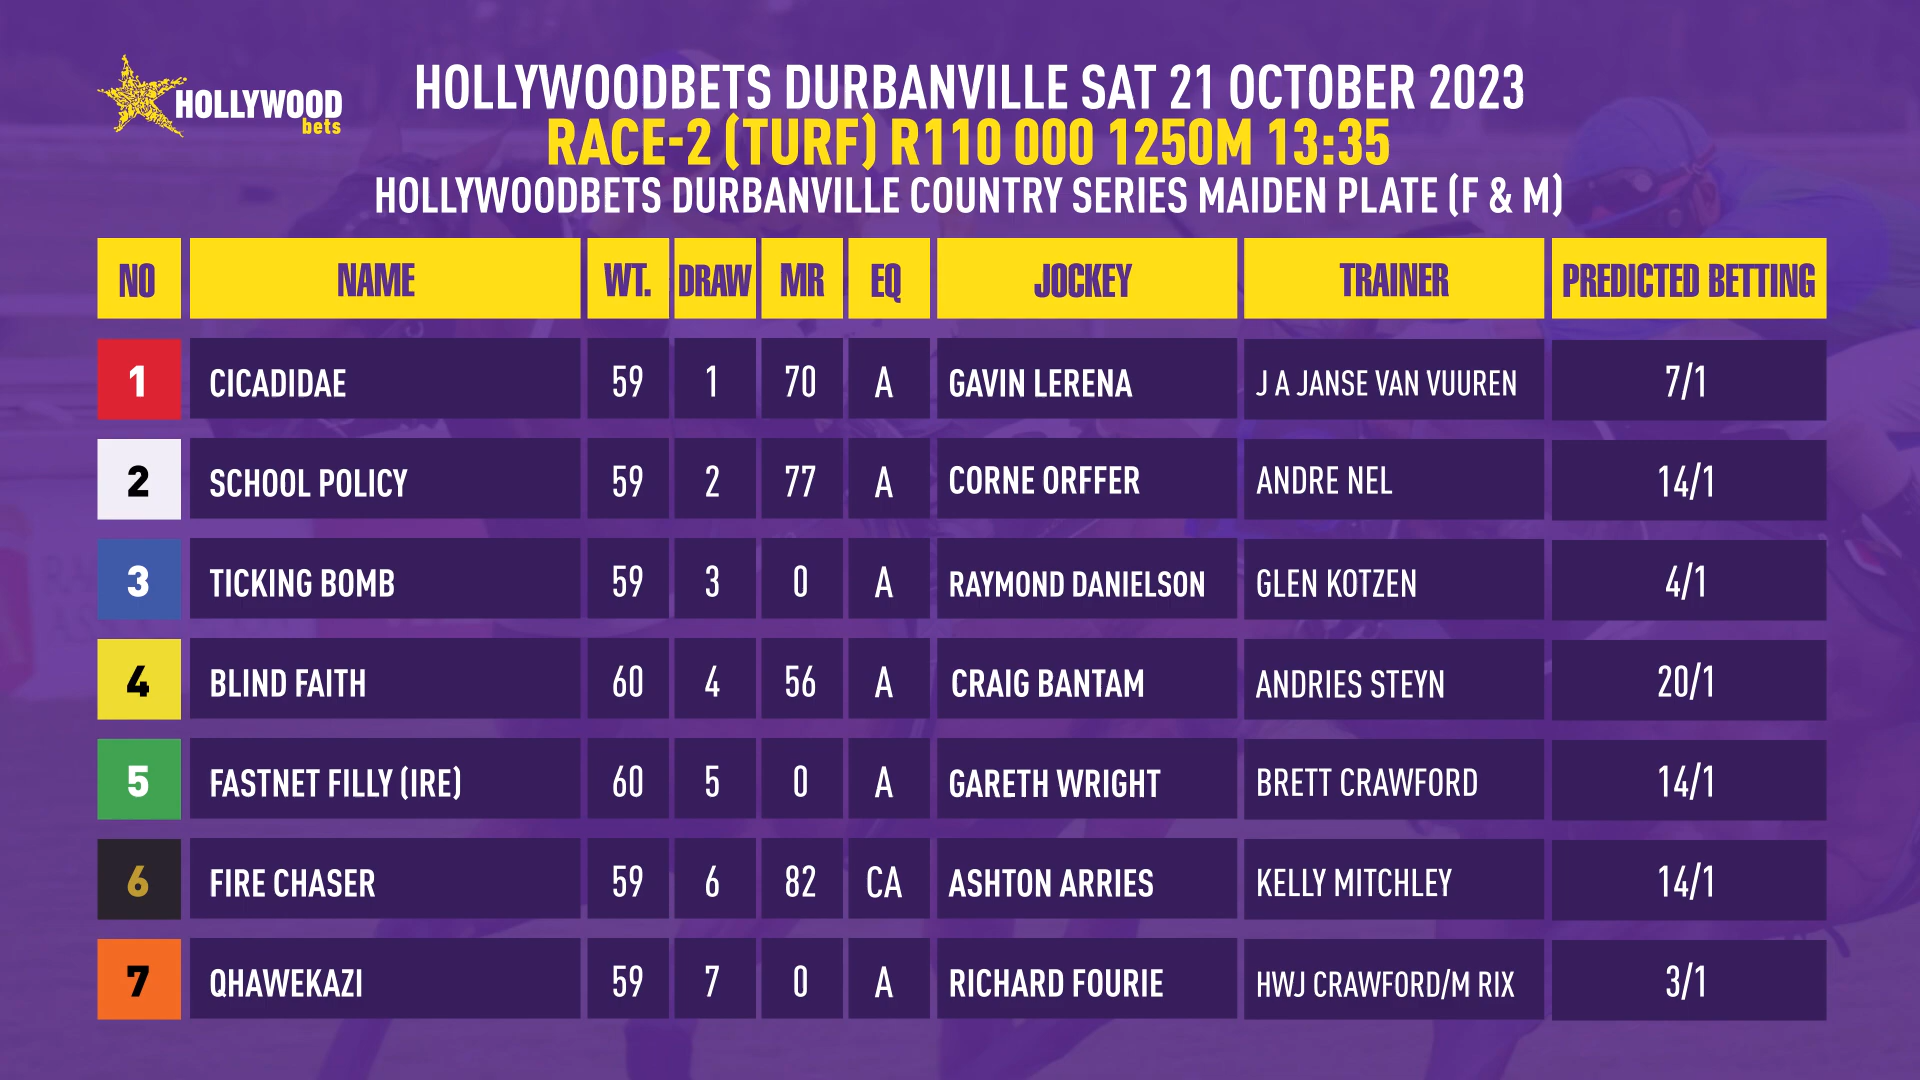 HOLLYWOOD
bets
HOLLYWOODBETS DURBANVILLE SAT 21 OCTOBER 2023
RACE-2 (TURF) R110 000 1250M 13:35
HOLLYWOODBETS DURBANVILLE COUNTRY SERIES MAIDEN PLATE (F & M)
NO NAME WT. DRAW MR EQ JOCKEY TRAINER PREDICTED BETTING
1 CICADIDAE 59 1 70 A GAVIN LERENA J A JANSE VAN VUUREN 7/1
2 SCHOOL POLICY 59 2 77 A CORNE ORFFER ANDRE NEL 14/1
3 TICKING BOMB 59 3 0 A RAYMOND DANIELSON GLEN KOTZEN 4/1
4 BLIND FAITH 60 4 56 A CRAIG BANTAM ANDRIES STEYN 20/1
5 FASTNET FILLY (IRE) 60 5 0 A GARETH WRIGHT BRETT CRAWFORD 14/1
6 FIRE CHASER 59 6 82 CA ASHTON ARRIES KELLY MITCHLEY 14/1
7 QHAWEKAZI 59 7 0 A RICHARD FOURIE HWJ CRAWFORD/M RIX 3/1